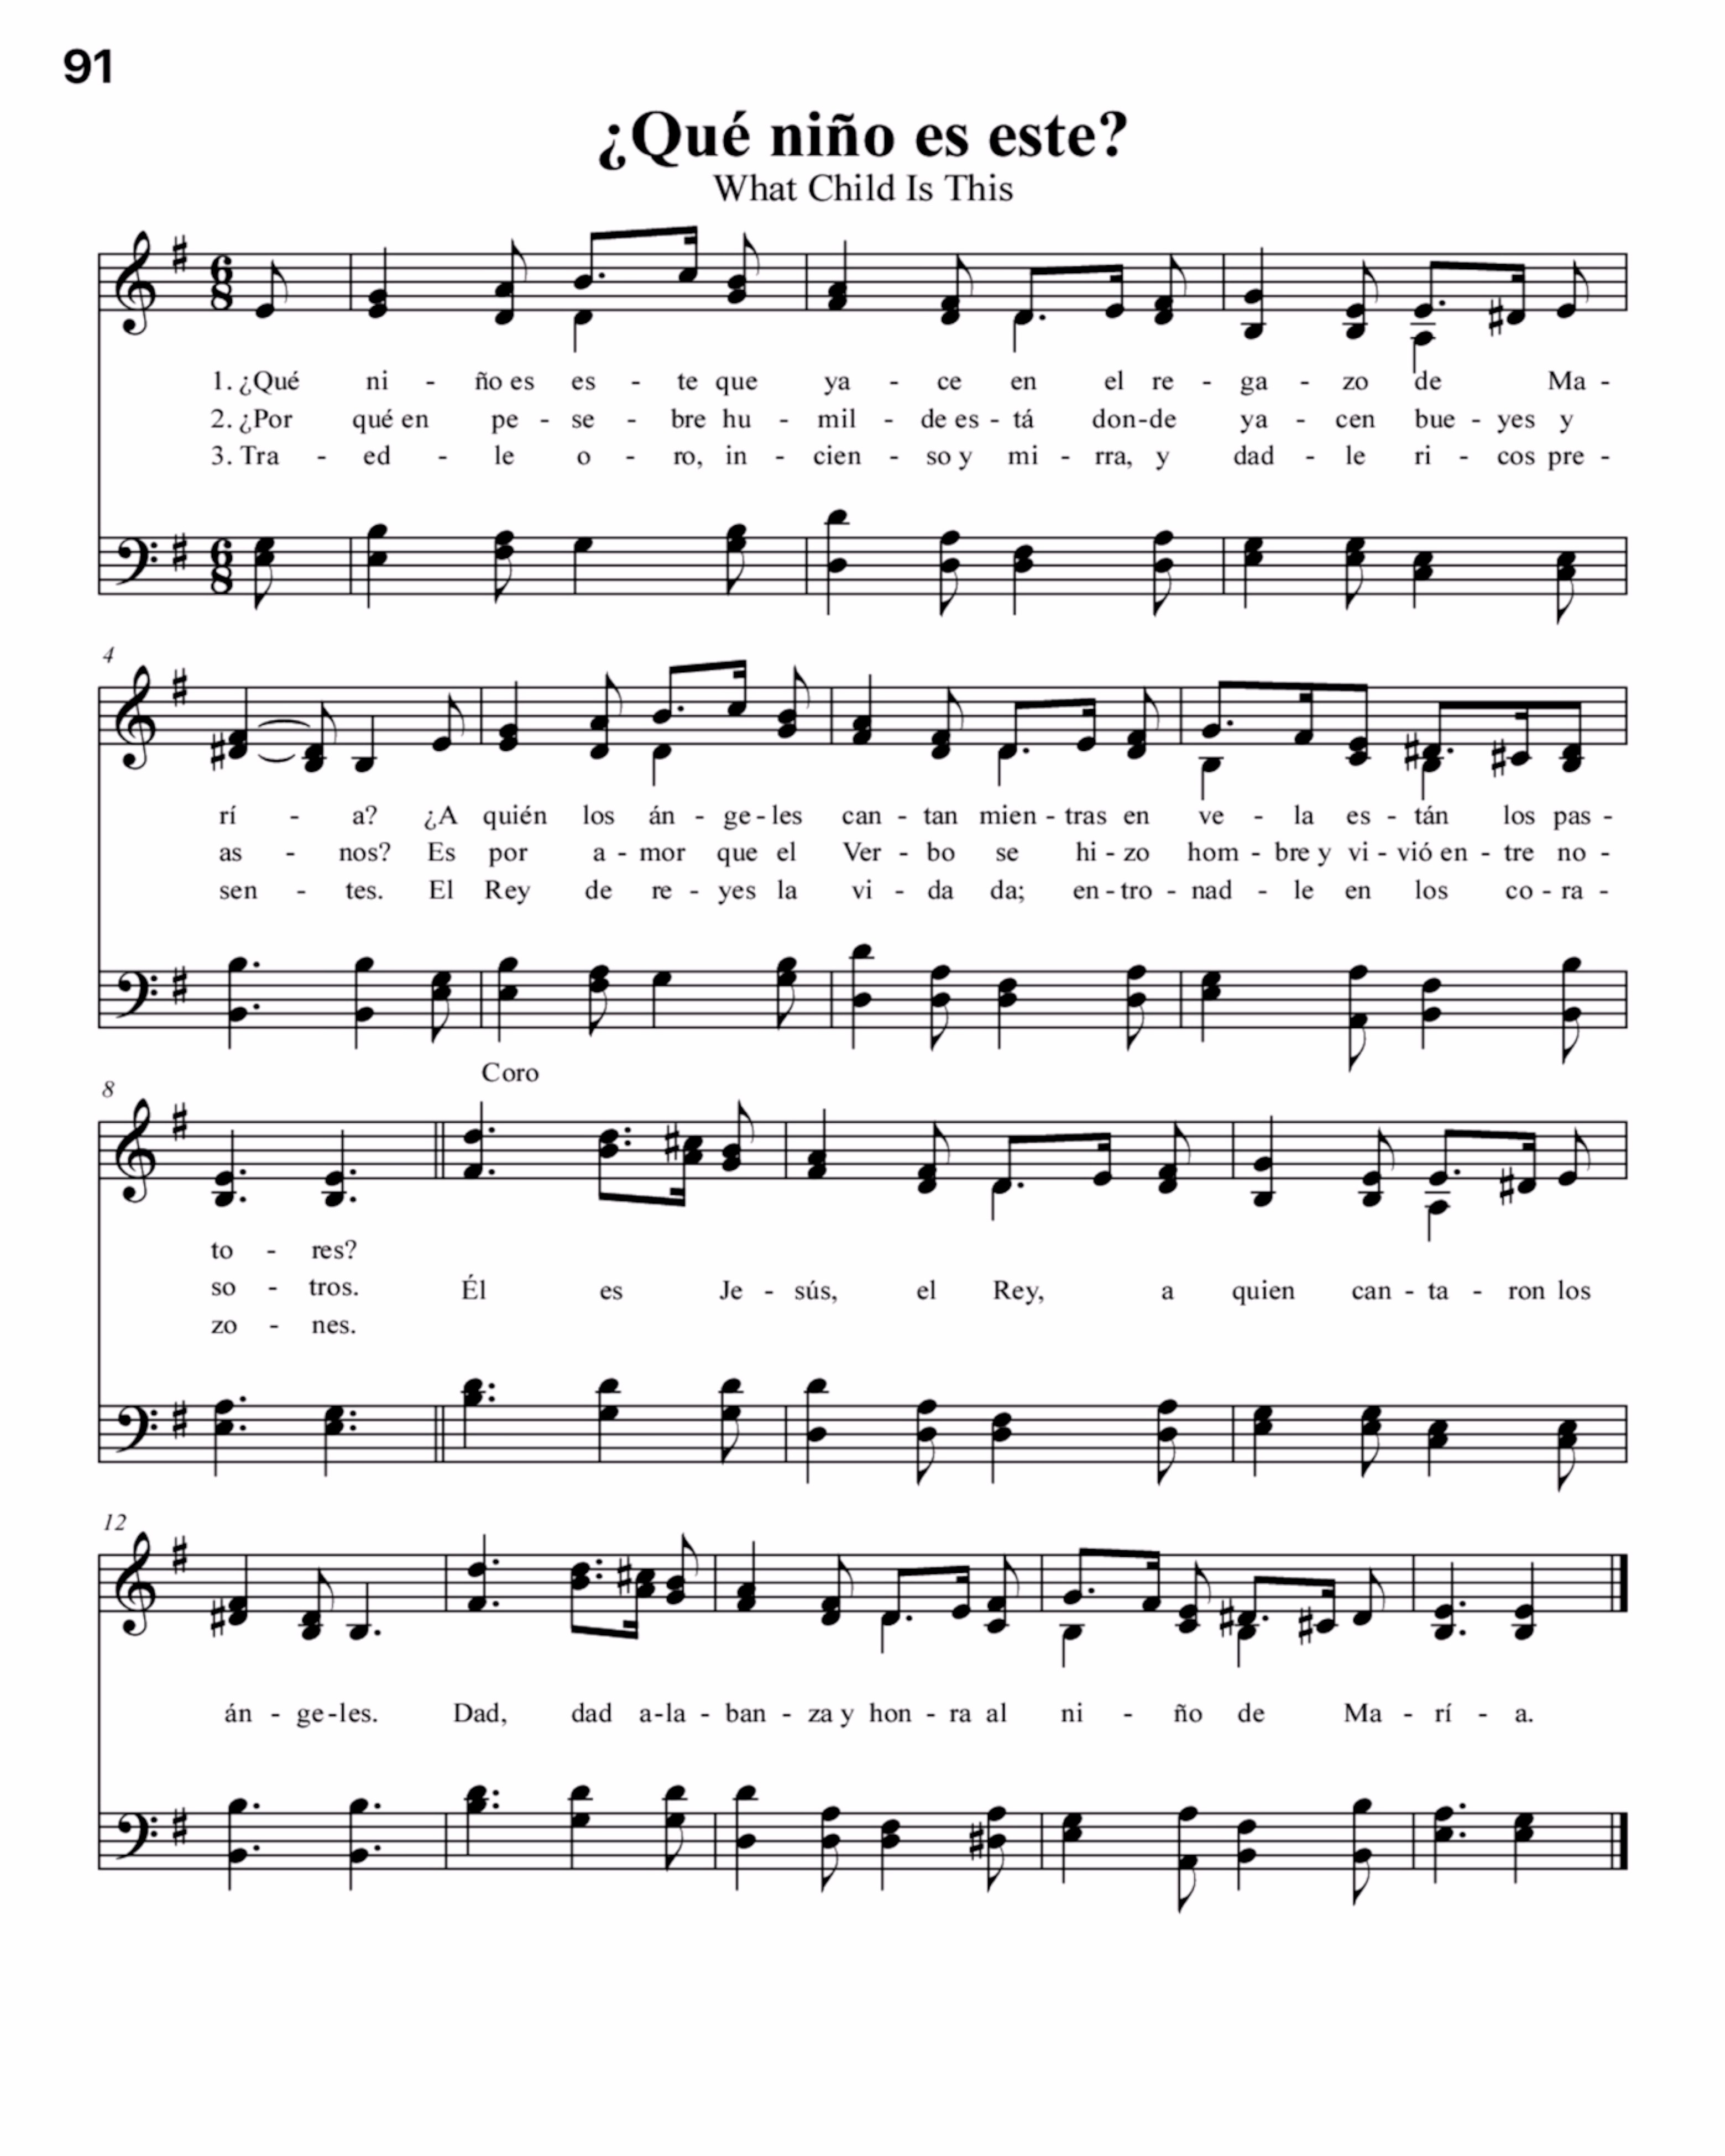 91
¿Qué niño es este?
What Child Is This
6 8
1. ¿Qué ni - ño es es - te que ya - ce en el re - ga - zo de Ma -
2. ¿Por qué en pe - se - bre hu - mil - de es - tá don-de ya - cen bue - yes y
3. Tra - ed - le o - ro, in - cien - so y mi - rra, y dad - le ri - cos pre -
6 8
4
rí - a? ¿A quién los án - ge - les can - tan mien - tras en ve - la es - tán los pas -
as - nos? Es por a - mor que el Ver - bo se hi - zo hom - bre y vi - vió en - tre no -
sen - tes. El Rey de re - yes la vi - da da; en - tro - nad - le en los co - ra -
Coro
8
to - res?
so - tros. Él es Je - sús, el Rey, a quien can - ta - ron los
zo - nes.
12
án - ge -les. Dad, dad a-la - ban - za y hon - ra al ni - ño de Ma - rí - a.